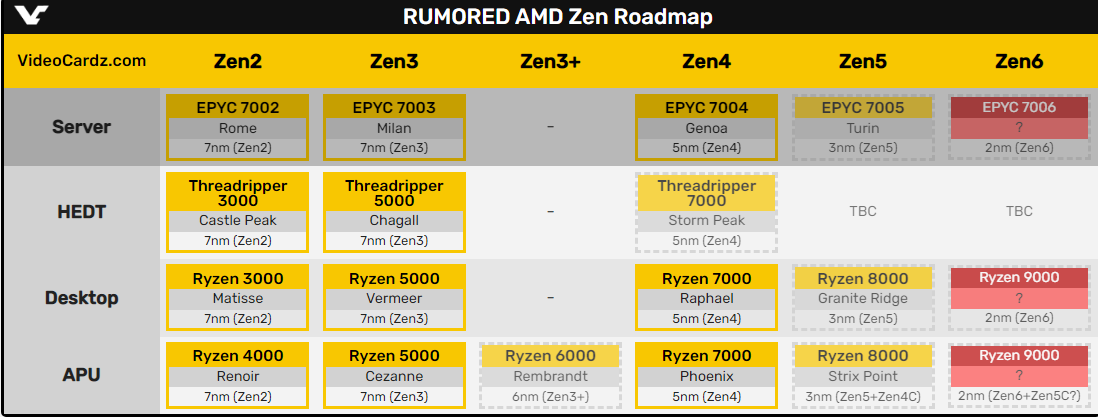 RUMORED AMD Zen Roadmap
VideoCardz.com Zen2 Zen3 Zen3+ Zen4 Zen5 Zen6
Server
EPYC 7002
Rome
7nm (Zen2)
EPYC 7003
Milan
7nm (Zen3)
-
EPYC 7004
Genoa
5nm (Zen4)
EPYC 7005
Turin
3nm (Zen5)
EPYC 7006
?
2nm (Zen6)
HEDT
Threadripper
3000
Castle Peak
7nm (Zen2)
Threadripper
5000
Chagall
7nm (Zen3)
-
Threadripper
7000
Storm Peak
5nm (Zen4)
TBC
TBC
Desktop
Ryzen 3000
Matisse
7nm (Zen2)
Ryzen 5000
Vermeer
7nm (Zen3)
-
Ryzen 7000
Raphael
5nm (Zen4)
Ryzen 8000
Granite Ridge
3nm (Zen5)
Ryzen 9000
?
2nm (Zen6)
APU
Ryzen 4000
Renoir
7nm (Zen2)
Ryzen 5000
Cezanne
7nm (Zen3)
Ryzen 6000
Rembrandt
6nm (Zen3+)
Ryzen 7000
Phoenix
5nm (Zen4)
Ryzen 8000
Strix Point
3nm (Zen5+Zen4C)
Ryzen 9000
?
2nm (Zen6+Zen5C?)